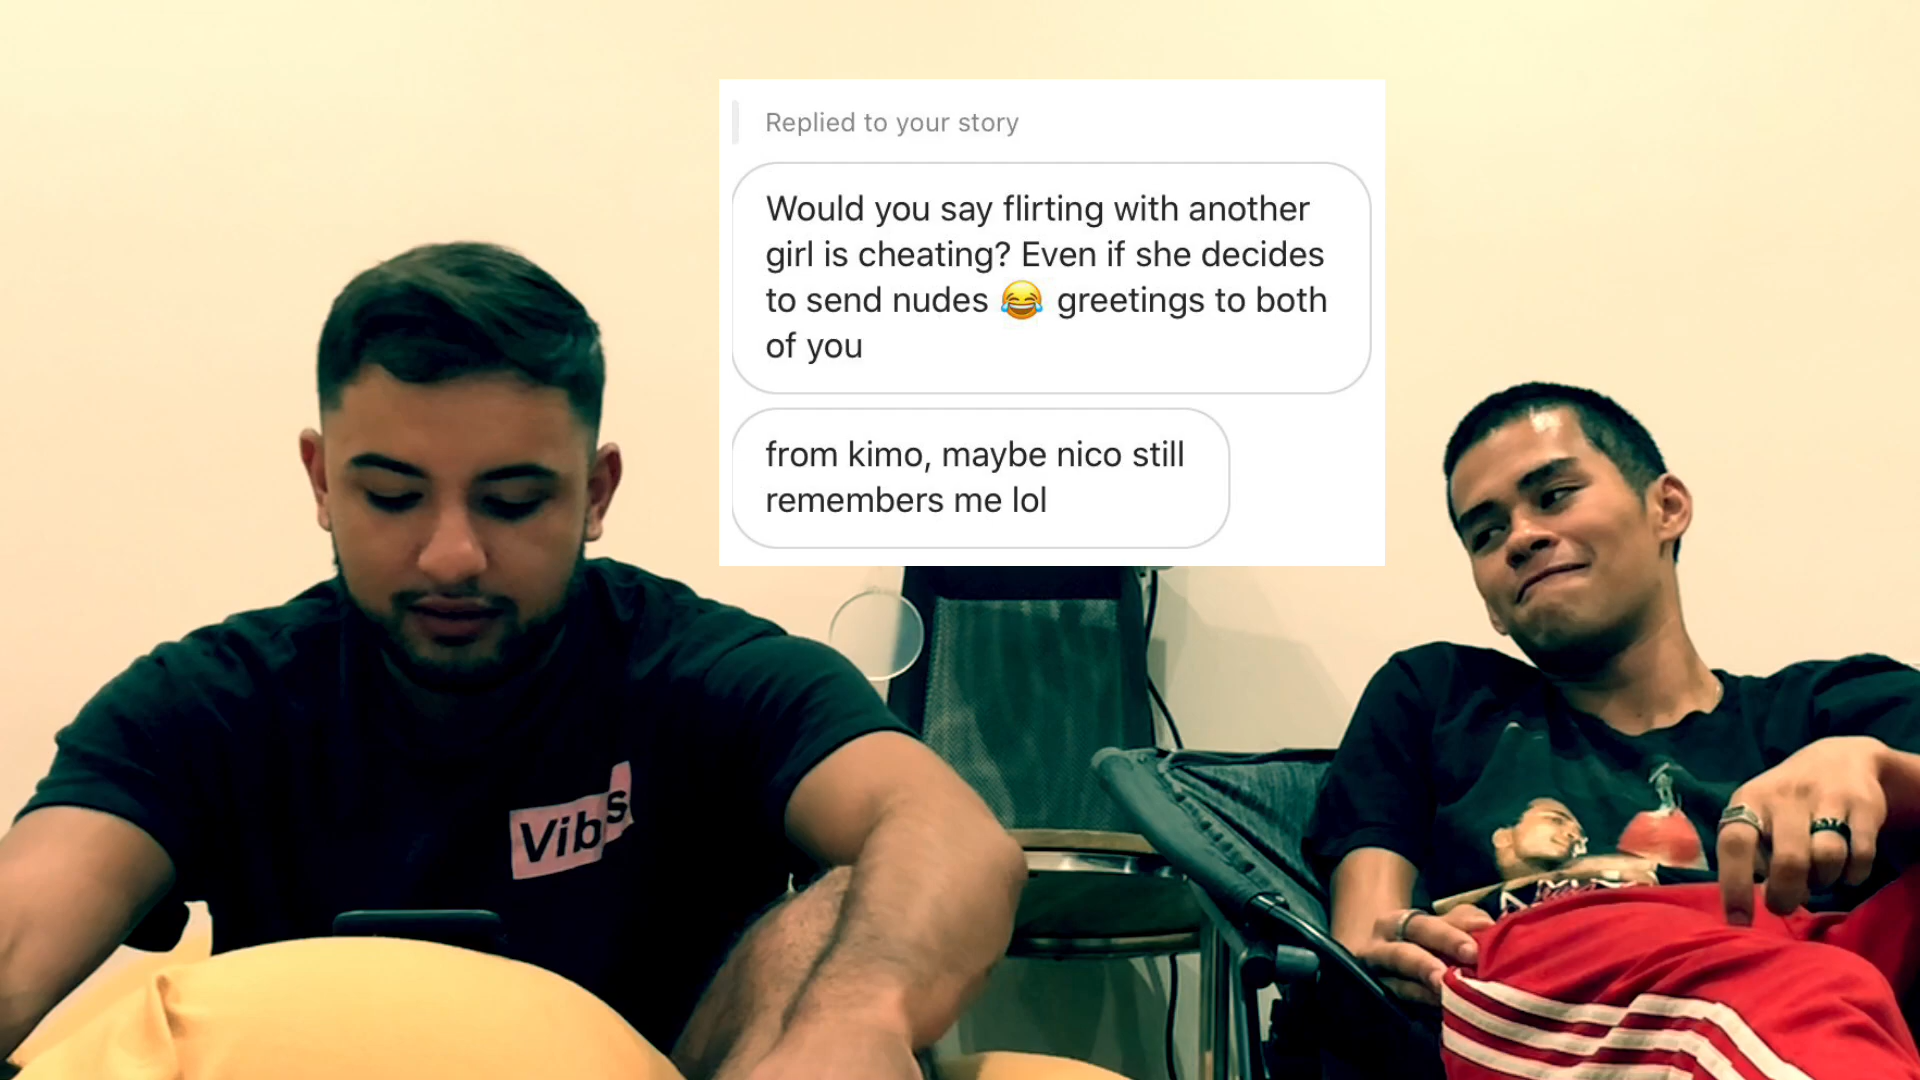 Replied to your story
Would you say flirting with another
girl is cheating? Even if she decides
to send nudes 😂 greetings to both
of you
from kimo, maybe nico still
remembers me lol
Vibs